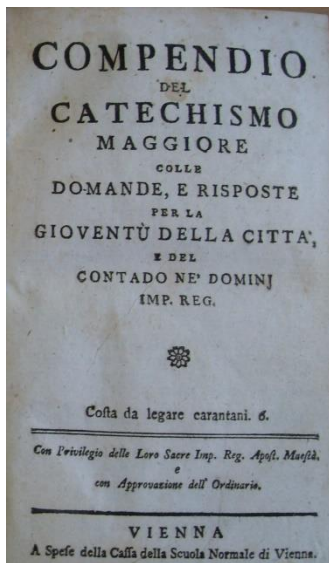 COMPENDIO
DEL
CATECHISMO
MAGGIORE
COLLE
DOMANDE, E RISPOSTE
PER LA
GIOVENTÙ DELLA CITTA',
E DEL
CONTADO NE' DOMINJ
IMP. REG.
Coſta da legare carantani. 6.
Con Privilegio delle Loro Sacre Imp. Reg. Apoſt. Maeſtà.
e
con Approvazione dell' Ordinario.
VIENNA
A Speſe della Caſſa della Scuola Normale di Vienna.